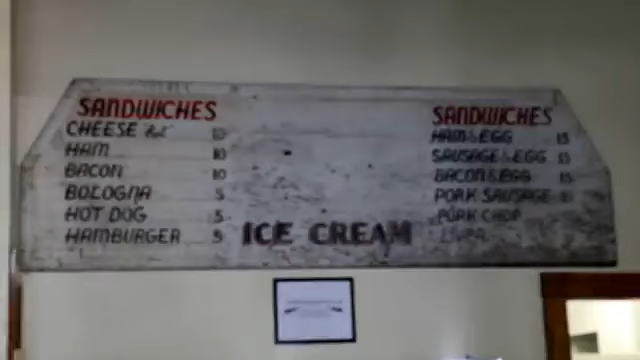 SANDWICHES
CHEESE 10
HAM 10
BACON 10
BOLOGNA 5
HOT DOG 5
HAMBURGER 5
ICE CREAM
SANDWICHES
HAM & EGG 15
SAUSAGE & EGG 15
BACON & EGG 15
PORK SAUSAGE
PORK CHOP